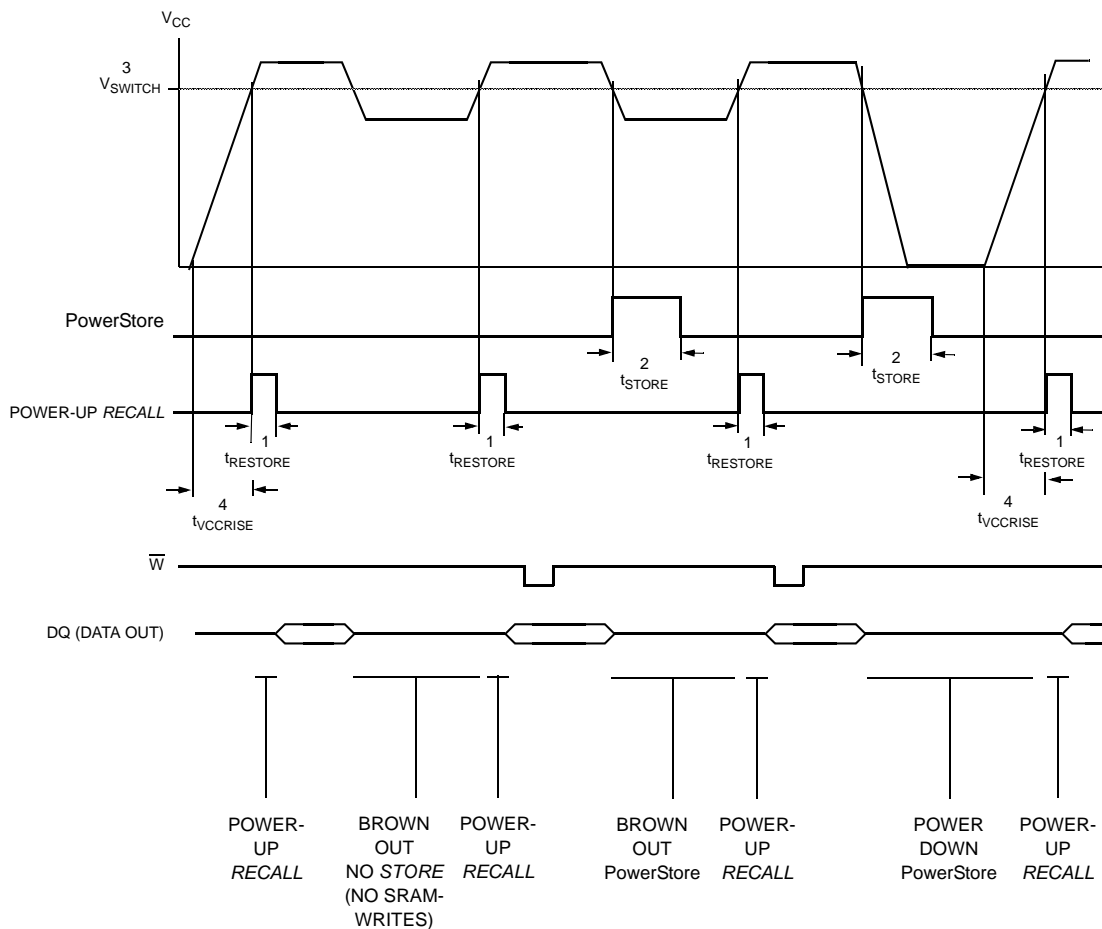 VCC
3
VSWITCH
PowerStore
2
tSTORE
2
tSTORE
POWER-UP RECALL
1
tRESTORE
1
tRESTORE
1
tRESTORE
1
tRESTORE
4
tVCCRISE
4
tVCCRISE
W
DQ (DATA OUT)
POWER-
UP
RECALL
BROWN
OUT
NO STORE
(NO SRAM-
WRITES)
POWER-
UP
RECALL
BROWN
OUT
PowerStore
POWER-
UP
RECALL
POWER
DOWN
PowerStore
POWER-
UP
RECALL